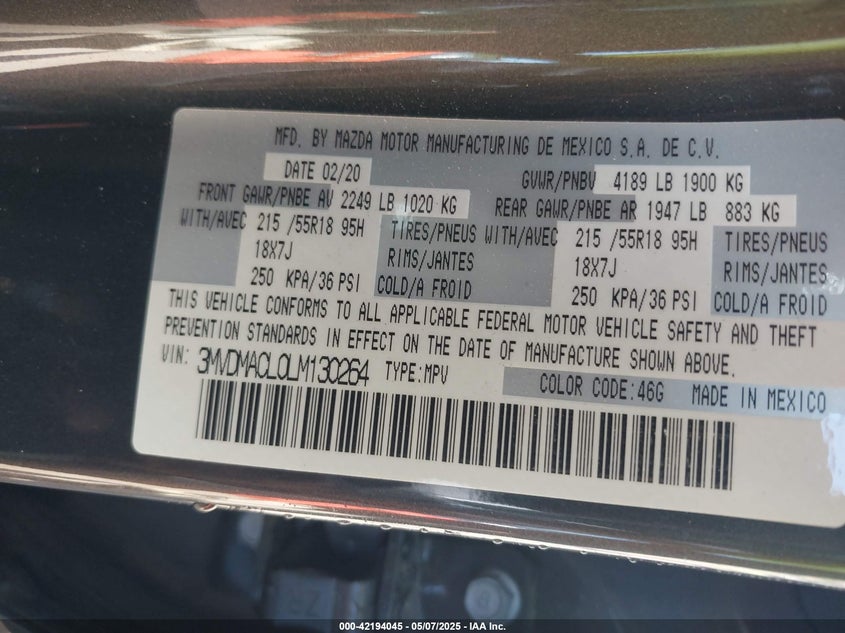 MFD. BY MAZDA MOTOR MANUFACTURING DE MEXICO S.A. DE C.V.
DATE 02/20 GVWR/PNBV 4189 LB 1900 KG
FRONT GAWR/PNBE AV 2249 LB 1020 KG REAR GAWR/PNBE AR 1947 LB 883 KG
WITH/AVEC 215 /55R18 95H TIRES/PNEUS WITH/AVEC 215 /55R18 95H TIRES/PNEUS
18X7J RIMS/JANTES 18X7J RIMS/JANTES
250 KPA/36 PSI COLD/A FROID 250 KPA/36 PSI COLD/A FROID
THIS VEHICLE CONFORMS TO ALL APPLICABLE FEDERAL MOTOR VEHICLE SAFETY AND THEFT
PREVENTION STANDARDS IN EFFECT ON THE DATE OF MANUFACTURE SHOWN ABOVE.
VIN: 3MVDMACL0LM130264 TYPE:MPV COLOR CODE:46G MADE IN MEXICO
000-42194045 - 05/07/2025 - IAA Inc.